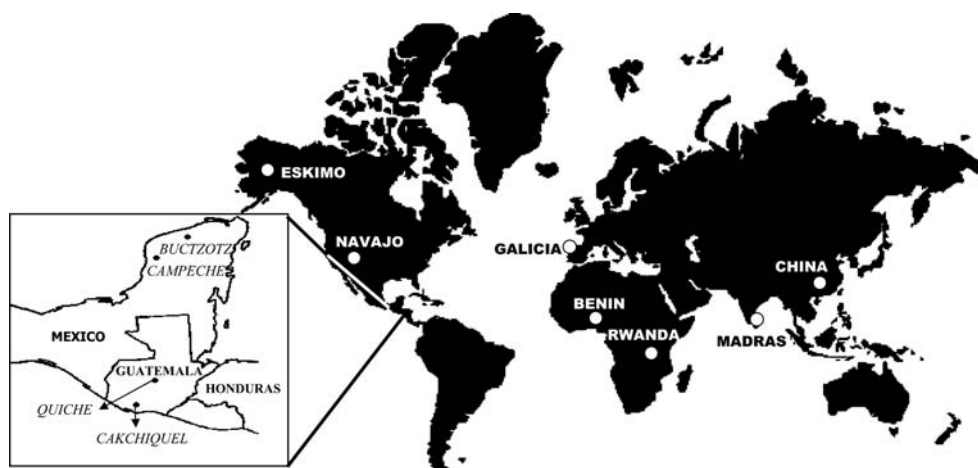 ESKIMO
NAVAJO
GALICIA
CHINA
BENIN
RWANDA
MADRAS
BUCTZOTZ
CAMPECHE
MEXICO
GUATEMALA
HONDURAS
QUICHE
CAKCHIQUEL